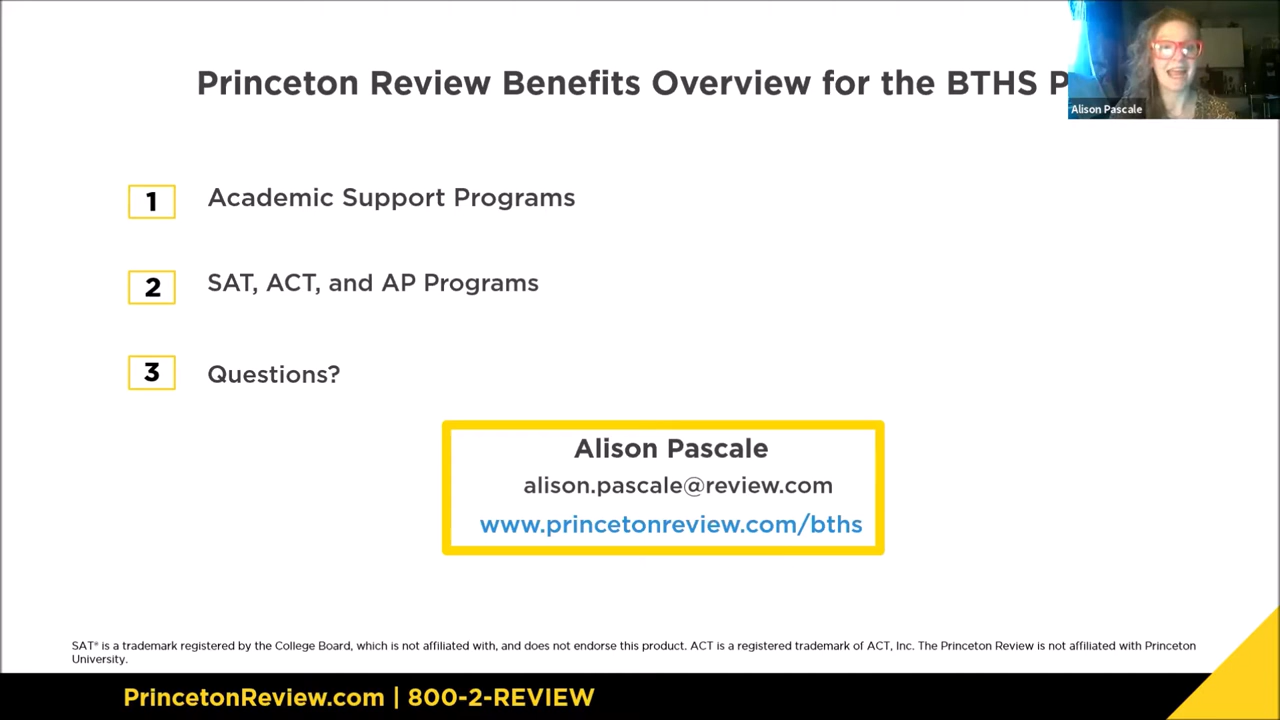 Princeton Review Benefits Overview for the BTHS P
Alison Pascale
1 Academic Support Programs
2 SAT, ACT, and AP Programs
3 Questions?
Alison Pascale
alison.pascale@review.com
www.princetonreview.com/bths
SAT® is a trademark registered by the College Board, which is not affiliated with, and does not endorse this product. ACT is a registered trademark of ACT, Inc. The Princeton Review is not affiliated with Princeton
University.
PrincetonReview.com | 800-2-REVIEW